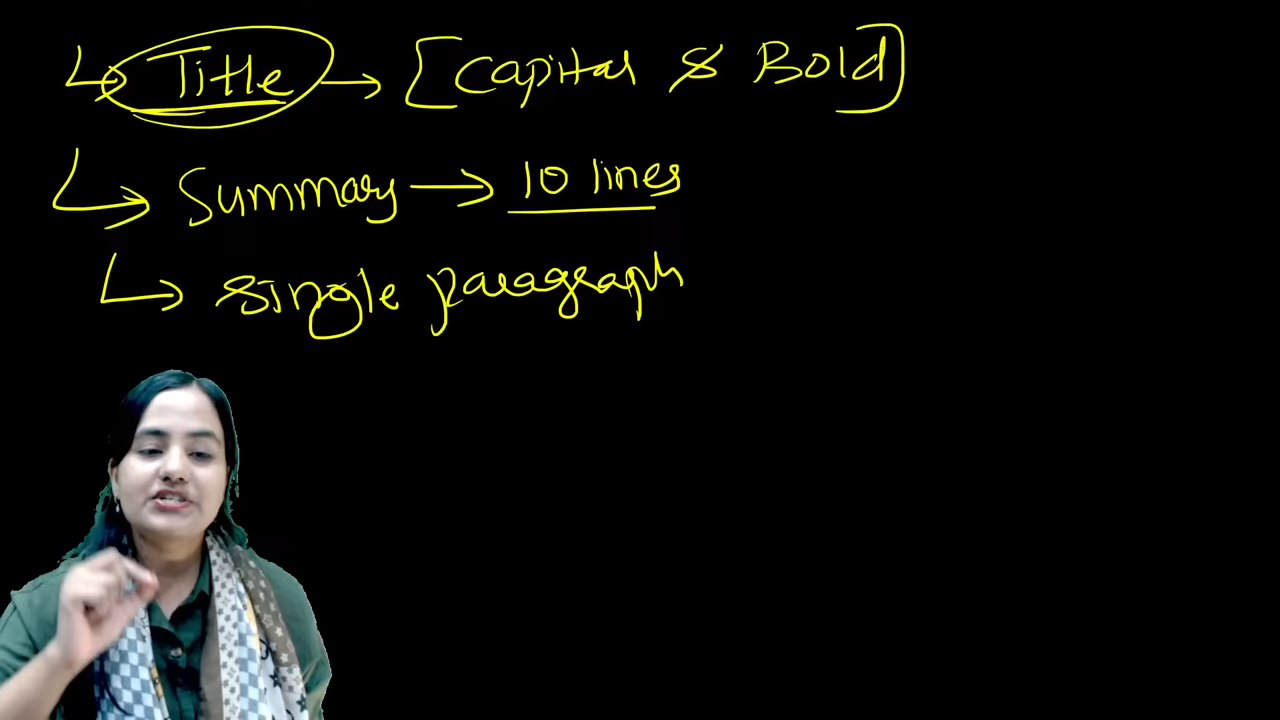 ↳ Title → [Capital & Bold]
↳ Summary → 10 lines
↳ single paragraph